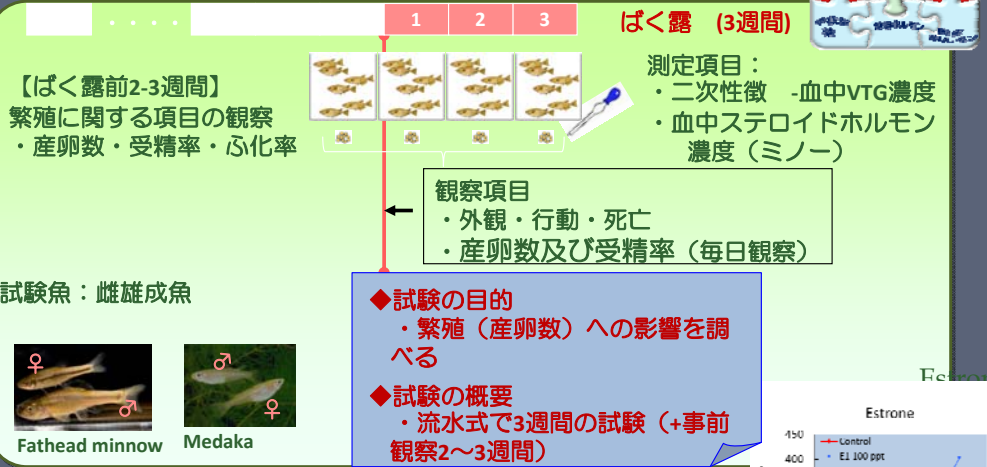 ・・・・
1 2 3
ばく露 (3週間)
【ばく露前2-3週間】
繁殖に関する項目の観察
・産卵数・受精率・ふ化率
測定項目：
・二次性徴 -血中VTG濃度
・血中ステロイドホルモン
濃度（ミノー）
観察項目
・外観・行動・死亡
・産卵数及び受精率（毎日観察）
試験魚：雌雄成魚
♀
♂
♂
♀
Fathead minnow
Medaka
◆試験の目的
・繁殖（産卵数）への影響を調
べる
◆試験の概要
・流水式で3週間の試験（+事前
観察2～3週間）
Estrone
450
Control
400
E1 100 ppt